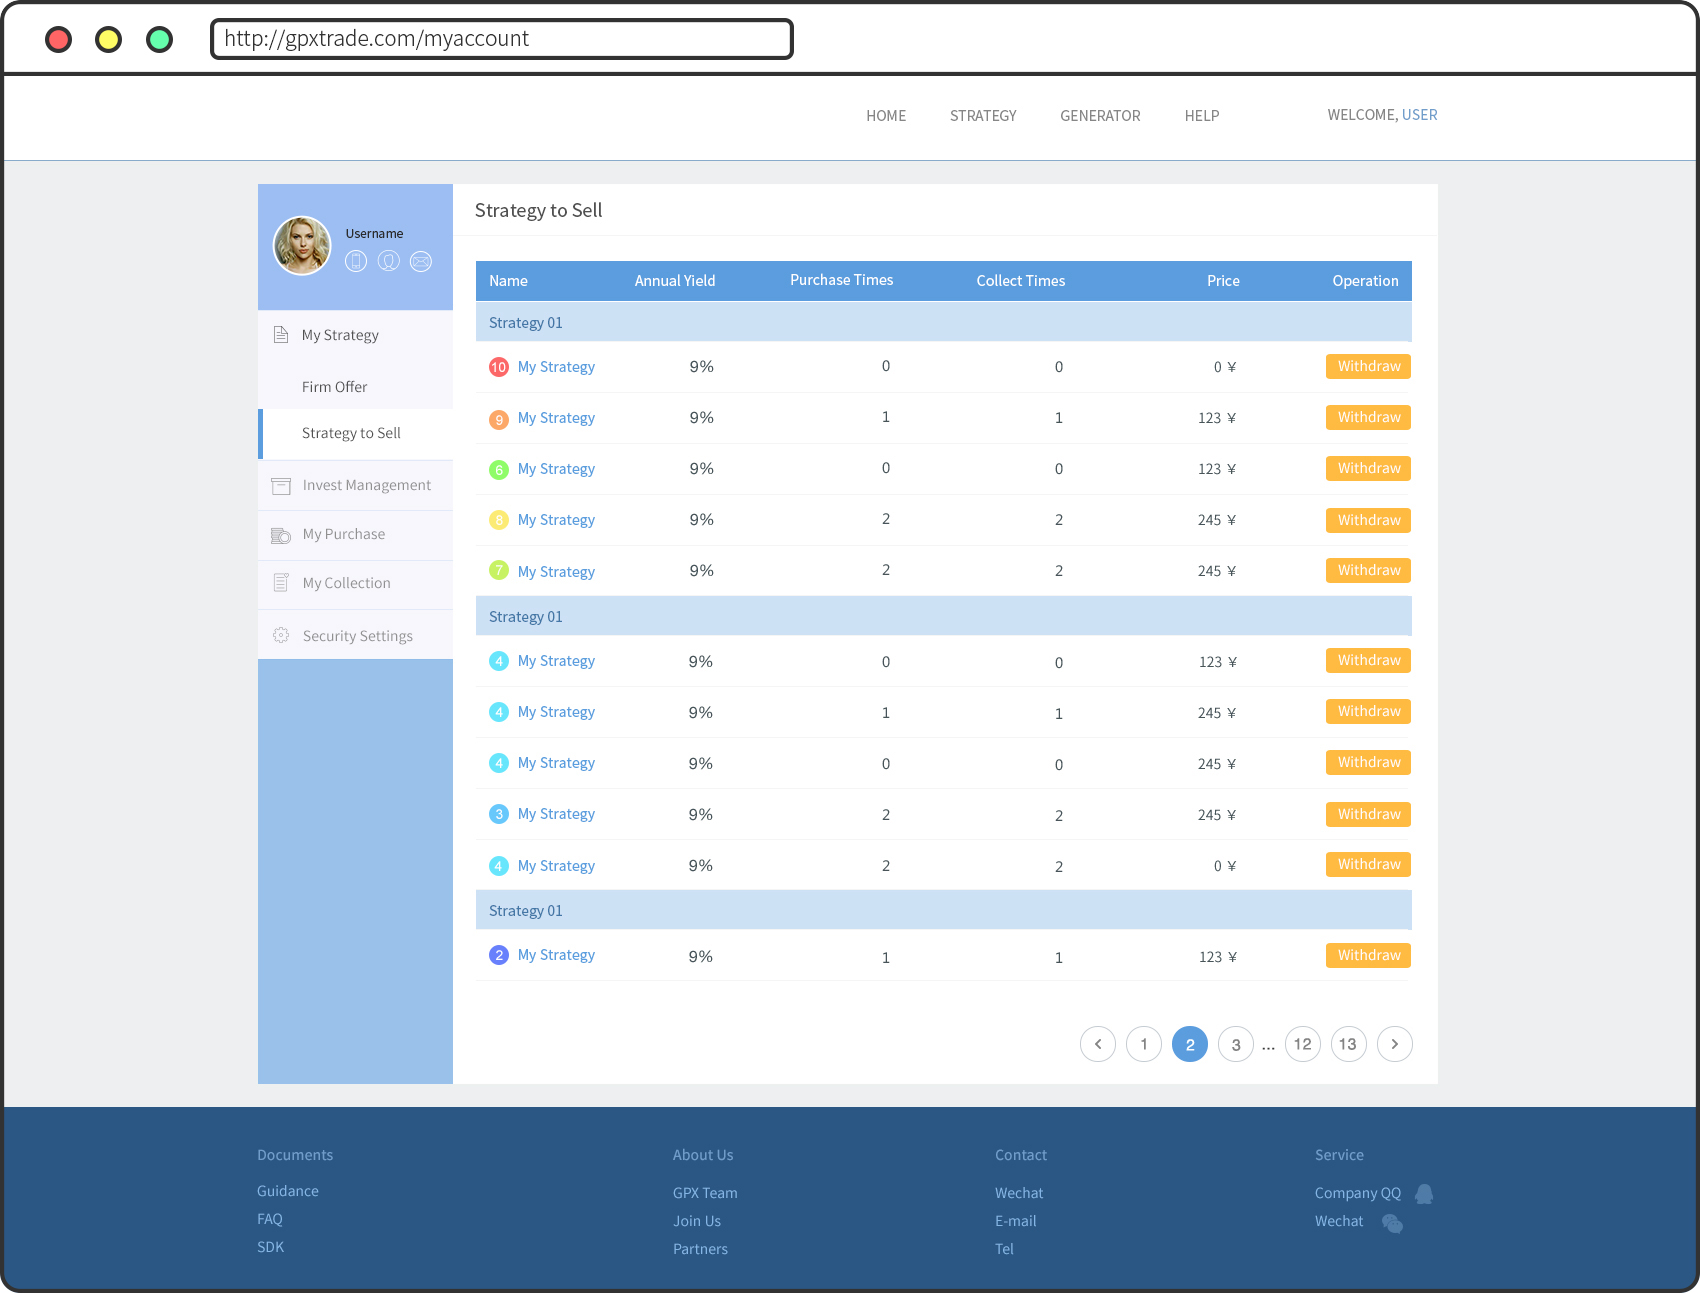 http://gpxtrade.com/myaccount
HOME STRATEGY GENERATOR HELP WELCOME, USER
Username
My Strategy
Firm Offer
Strategy to Sell
Invest Management
My Purchase
My Collection
Security Settings
Strategy to Sell
Name Annual Yield Purchase Times Collect Times Price Operation
Strategy 01
10 My Strategy 9% 0 0 0 ¥ Withdraw
9 My Strategy 9% 1 1 123 ¥ Withdraw
6 My Strategy 9% 0 0 123 ¥ Withdraw
8 My Strategy 9% 2 2 245 ¥ Withdraw
7 My Strategy 9% 2 2 245 ¥ Withdraw
Strategy 01
4 My Strategy 9% 0 0 123 ¥ Withdraw
4 My Strategy 9% 1 1 245 ¥ Withdraw
4 My Strategy 9% 0 0 245 ¥ Withdraw
3 My Strategy 9% 2 2 245 ¥ Withdraw
4 My Strategy 9% 2 2 0 ¥ Withdraw
Strategy 01
2 My Strategy 9% 1 1 123 ¥ Withdraw
< 1 2 3 ... 12 13 >
Documents
Guidance
FAQ
SDK
About Us
GPX Team
Join Us
Partners
Contact
Wechat
E-mail
Tel
Service
Company QQ
Wechat